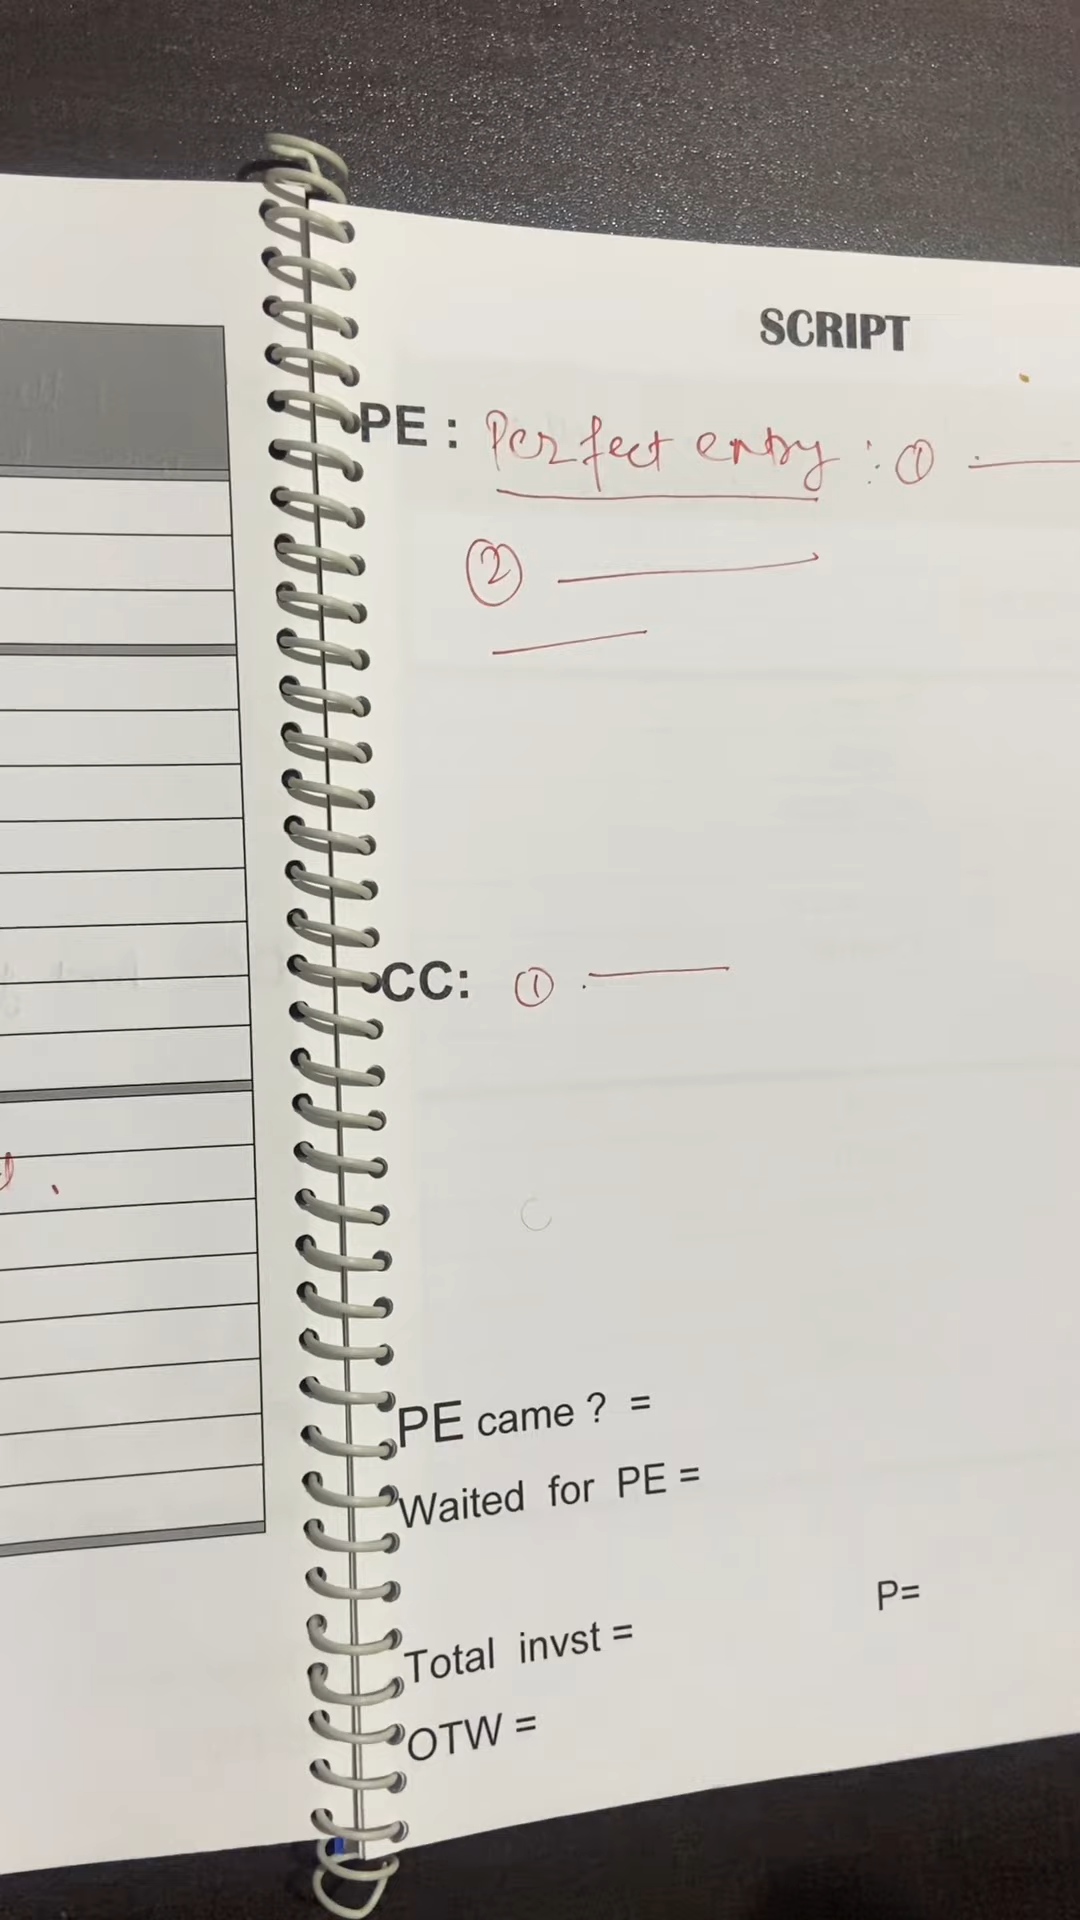 SCRIPT
PE : Perfect entry : ①
②
CC: ①
PE came ? =
Waited for PE =
P=
Total invst =
OTW =